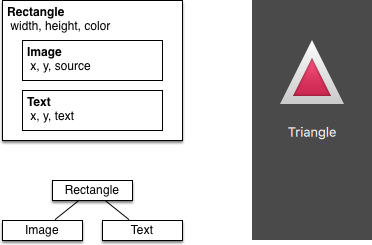 Rectangle
width, height, color
Image
x, y, source
Text
x, y, text
Rectangle
Image
Text
Triangle